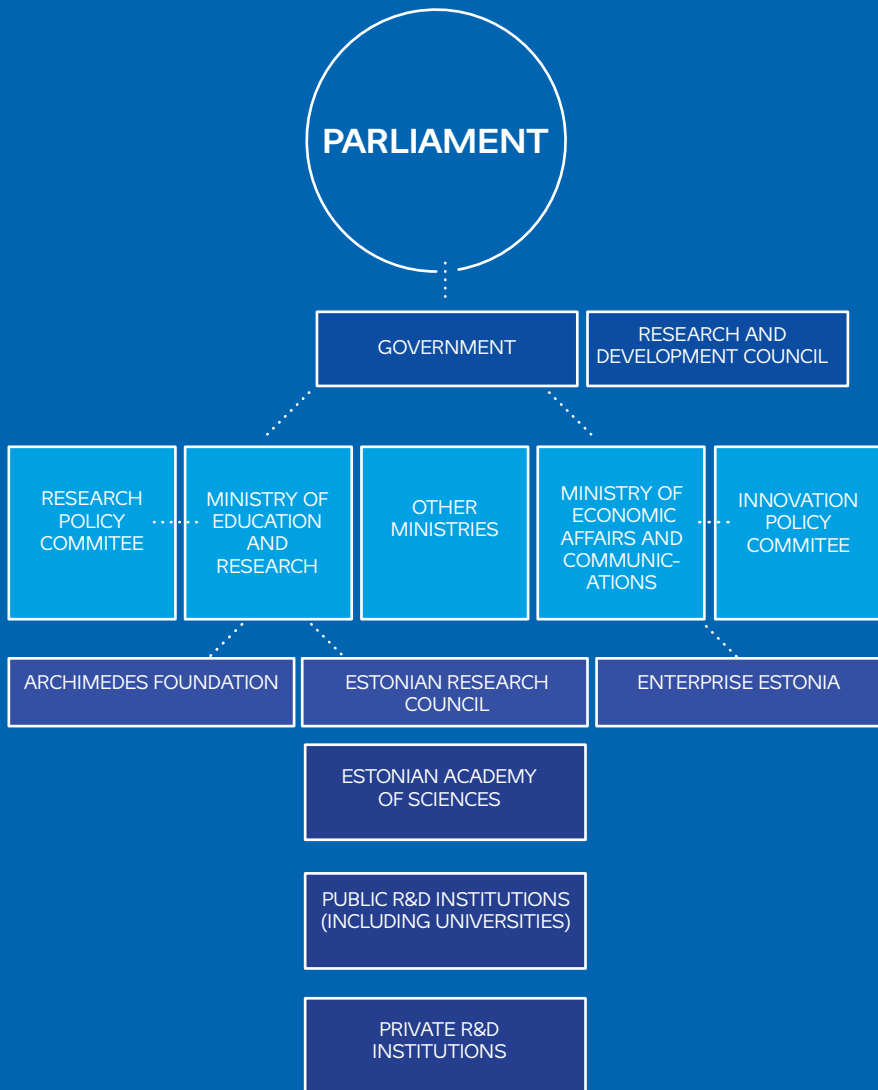 PARLIAMENT
GOVERNMENT
RESEARCH AND
DEVELOPMENT COUNCIL
RESEARCH
POLICY
COMMITEE
MINISTRY OF
EDUCATION
AND
RESEARCH
OTHER
MINISTRIES
MINISTRY OF
ECONOMIC
AFFAIRS AND
COMMUNIC-
ATIONS
INNOVATION
POLICY
COMMITEE
ARCHIMEDES FOUNDATION
ESTONIAN RESEARCH
COUNCIL
ENTERPRISE ESTONIA
ESTONIAN ACADEMY
OF SCIENCES
PUBLIC R&D INSTITUTIONS
(INCLUDING UNIVERSITIES)
PRIVATE R&D
INSTITUTIONS